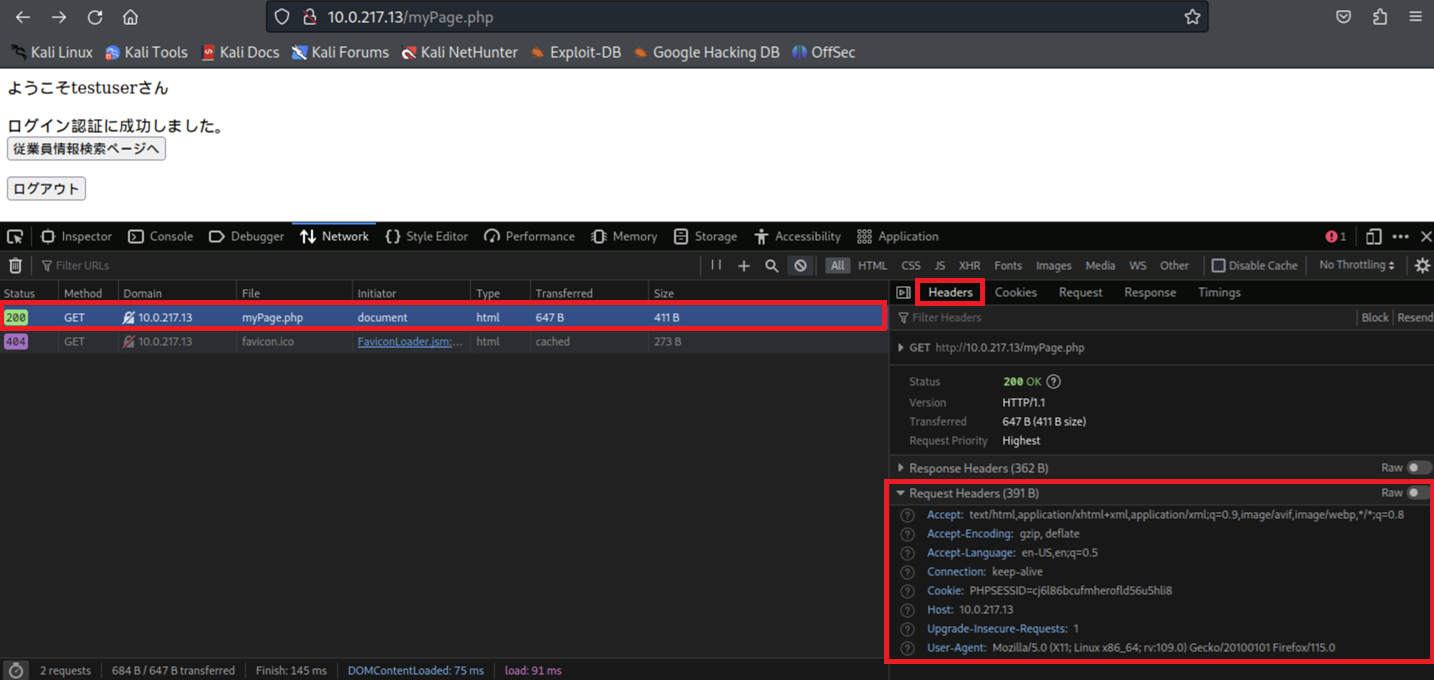 10.0.217.13/myPage.php
Kali Linux Kali Tools Kali Docs Kali Forums Kali NetHunter Exploit-DB Google Hacking DB OffSec
ようこそtestuserさん
ログイン認証に成功しました。
従業員情報検索ページへ
ログアウト
Inspector Console Debugger Network {} Style Editor Performance Memory Storage Accessibility Application 1
Filter URLs All HTML CSS JS XHR Fonts Images Media WS Other Disable Cache No Throttling
Status Method Domain File Initiator Type Transferred Size
200 GET 10.0.217.13 myPage.php document html 647 B 411 B
404 GET 10.0.217.13 favicon.ico FaviconLoader.jsm:... html cached 273 B
Headers Cookies Request Response Timings
Filter Headers Block Resend
GET http://10.0.217.13/myPage.php
Status 200 OK
Version HTTP/1.1
Transferred 647 B (411 B size)
Request Priority Highest
Response Headers (362 B) Raw
Request Headers (391 B) Raw
Accept: text/html,application/xhtml+xml,application/xml;q=0.9,image/avif,image/webp,*/*;q=0.8
Accept-Encoding: gzip, deflate
Accept-Language: en-US,en;q=0.5
Connection: keep-alive
Cookie: PHPSESSID=cj6l86bcufmherofld56u5hli8
Host: 10.0.217.13
Upgrade-Insecure-Requests: 1
User-Agent: Mozilla/5.0 (X11; Linux x86_64; rv:109.0) Gecko/20100101 Firefox/115.0
2 requests 684 B / 647 B transferred Finish: 145 ms DOMContentLoaded: 75 ms load: 91 ms